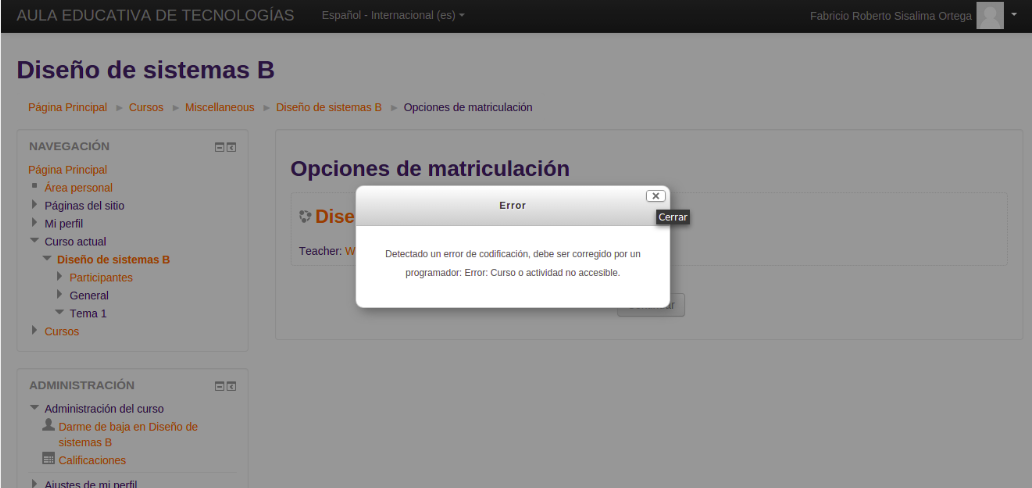 AULA EDUCATIVA DE TECNOLOGÍAS
Español - Internacional (es)
Fabricio Roberto Sisalima Ortega
Diseño de sistemas B
Página Principal
Cursos
Miscellaneous
Diseño de sistemas B
Opciones de matriculación
NAVEGACIÓN
Página Principal
Área personal
Páginas del sitio
Mi perfil
Curso actual
Diseño de sistemas B
Participantes
General
Tema 1
Cursos
ADMINISTRACIÓN
Administración del curso
Darme de baja en Diseño de
sistemas B
Calificaciones
Ajustes de mi perfil
Opciones de matriculación
Dise
Teacher: W
Error
Cerrar
Detectado un error de codificación, debe ser corregido por un
programador: Error: Curso o actividad no accesible.